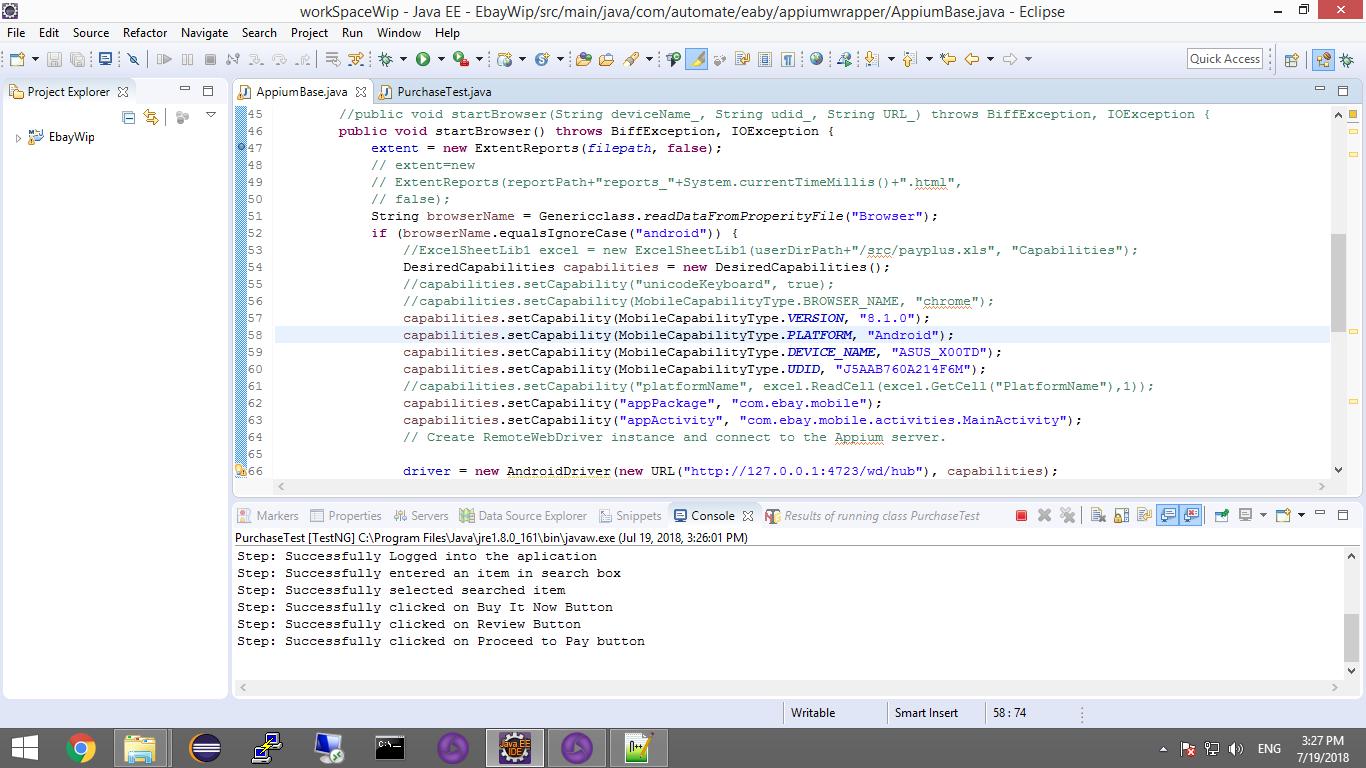 workSpaceWip - Java EE - EbayWip/src/main/java/com/automate/eaby/appiumwrapper/AppiumBase.java - Eclipse
File Edit Source Refactor Navigate Search Project Run Window Help
Quick Access
Project Explorer
EbayWip
AppiumBase.java PurchaseTest.java
45 //public void startBrowser(String deviceName_, String udid_, String URL_) throws BiffException, IOException {
46 public void startBrowser() throws BiffException, IOException {
47 extent = new ExtentReports(filepath, false);
48 // extent=new
49 // ExtentReports(reportPath+"reports_"+System.currentTimeMillis()+".html",
50 // false);
51 String browserName = Genericclass.readDataFromProperityFile("Browser");
52 if (browserName.equalsIgnoreCase("android")) {
53 //ExcelSheetLib1 excel = new ExcelSheetLib1(userDirPath+"/src/payplus.xls", "Capabilities");
54 DesiredCapabilities capabilities = new DesiredCapabilities();
55 //capabilities.setCapability("unicodeKeyboard", true);
56 //capabilities.setCapability(MobileCapabilityType.BROWSER_NAME, "chrome");
57 capabilities.setCapability(MobileCapabilityType.VERSION, "8.1.0");
58 capabilities.setCapability(MobileCapabilityType.PLATFORM, "Android");
59 capabilities.setCapability(MobileCapabilityType.DEVICE_NAME, "ASUS_X00TD");
60 capabilities.setCapability(MobileCapabilityType.UDID, "J5AAB760A214F6M");
61 //capabilities.setCapability("platformName", excel.ReadCell(excel.GetCell("PlatformName"),1));
62 capabilities.setCapability("appPackage", "com.ebay.mobile");
63 capabilities.setCapability("appActivity", "com.ebay.mobile.activities.MainActivity");
64 // Create RemoteWebDriver instance and connect to the Appium server.
65
66 driver = new AndroidDriver(new URL("http://127.0.0.1:4723/wd/hub"), capabilities);
Markers Properties Servers Data Source Explorer Snippets Console Results of running class PurchaseTest
PurchaseTest [TestNG] C:\Program Files\Java\jre1.8.0_161\bin\javaw.exe (Jul 19, 2018, 3:26:01 PM)
Step: Successfully Logged into the aplication
Step: Successfully entered an item in search box
Step: Successfully selected searched item
Step: Successfully clicked on Buy It Now Button
Step: Successfully clicked on Review Button
Step: Successfully clicked on Proceed to Pay button
Writable Smart Insert 58 : 74
Java EE
IDE
C:\
ENG
3:27 PM
7/19/2018